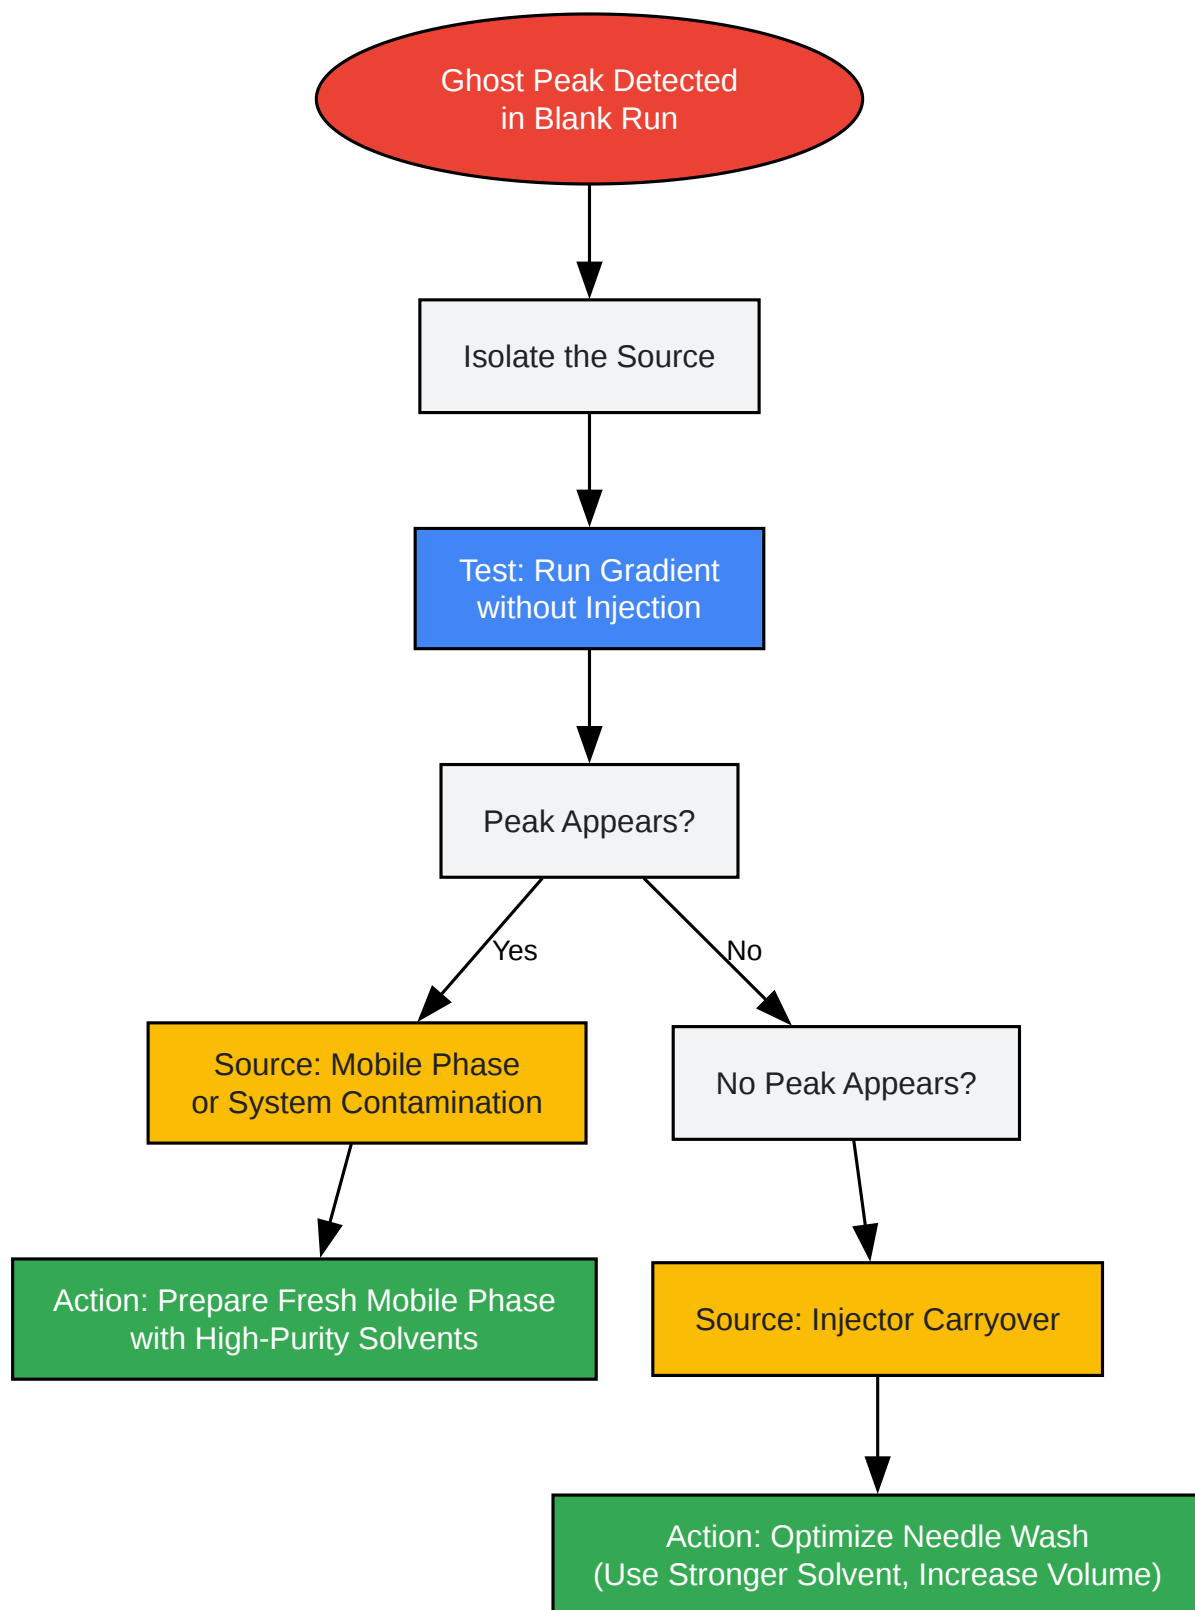 Ghost Peak Detected
in Blank Run
Isolate the Source
Test: Run Gradient
without Injection
Peak Appears?
Yes
No
Source: Mobile Phase
or System Contamination
No Peak Appears?
Action: Prepare Fresh Mobile Phase
with High-Purity Solvents
Source: Injector Carryover
Action: Optimize Needle Wash
(Use Stronger Solvent, Increase Volume)